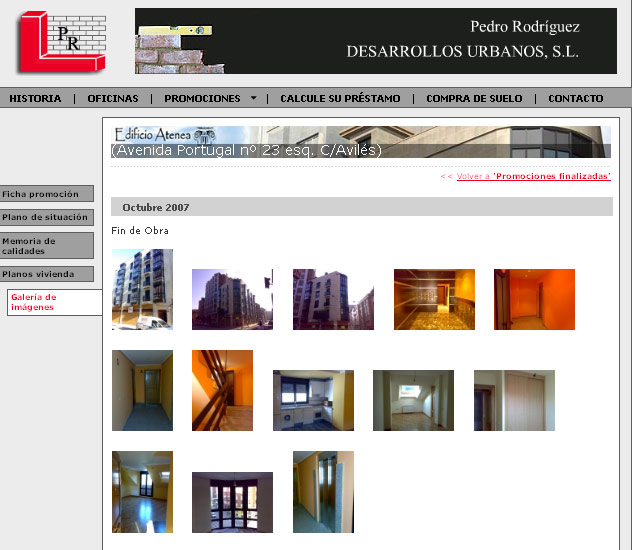 P R
Pedro Rodríguez
DESARROLLOS URBANOS, S.L.
HISTORIA | OFICINAS | PROMOCIONES | CALCULE SU PRÉSTAMO | COMPRA DE SUELO | CONTACTO
Edificio Atenea
(Avenida Portugal nº 23 esq. C/Avilés)
<< Volver a 'Promociones finalizadas'
Ficha promoción
Plano de situación
Memoria de
calidades
Planos vivienda
Galería de
imágenes
Octubre 2007
Fin de Obra